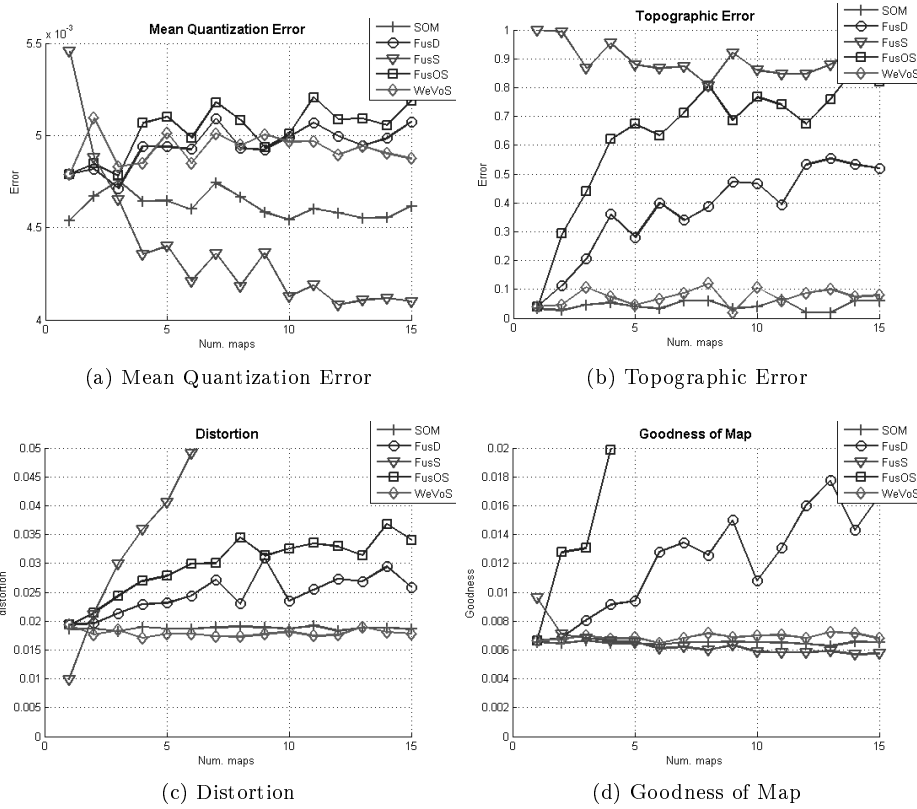 Mean Quantization Error
x 10⁻³
5.5
5
4.5
4
Error
0
5
10
15
Num. maps
SOM
FusD
FusS
FusOS
WeVoS
(a) Mean Quantization Error
Topographic Error
1
0.9
0.8
0.7
0.6
0.5
0.4
0.3
0.2
0.1
0
Error
0
5
10
15
Num. maps
SOM
FusD
FusS
FusOS
WeVoS
(b) Topographic Error
Distortion
0.05
0.045
0.04
0.035
0.03
0.025
0.02
0.015
0.01
0.005
0
distortion
0
5
10
15
Num. maps
SOM
FusD
FusS
FusOS
WeVoS
(c) Distortion
Goodness of Map
0.02
0.018
0.016
0.014
0.012
0.01
0.008
0.006
0.004
0.002
0
Goodness
0
5
10
15
Num. maps
SOM
FusD
FusS
FusOS
WeVoS
(d) Goodness of Map